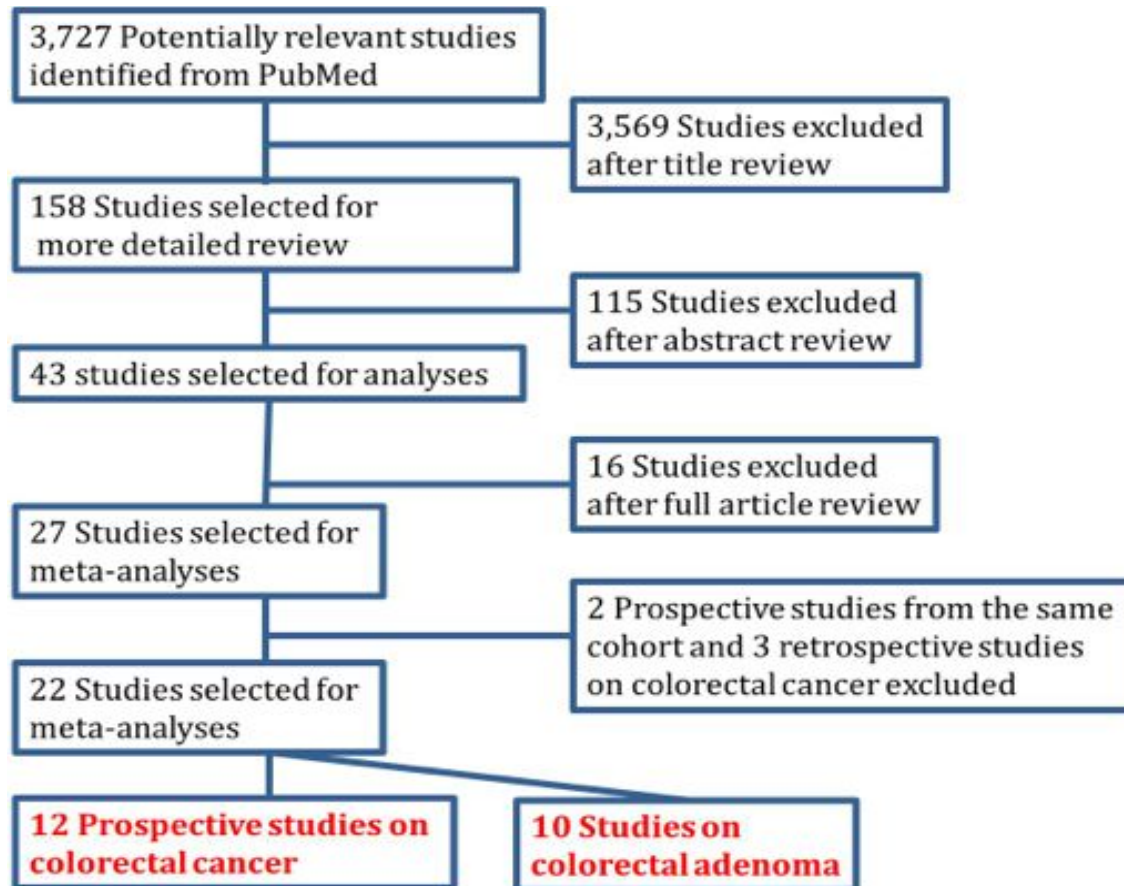 3,727 Potentially relevant studies
identified from PubMed
3,569 Studies excluded
after title review
158 Studies selected for
more detailed review
115 Studies excluded
after abstract review
43 studies selected for analyses
16 Studies excluded
after full article review
27 Studies selected for
meta-analyses
2 Prospective studies from the same
cohort and 3 retrospective studies
on colorectal cancer excluded
22 Studies selected for
meta-analyses
12 Prospective studies on
colorectal cancer
10 Studies on
colorectal adenoma